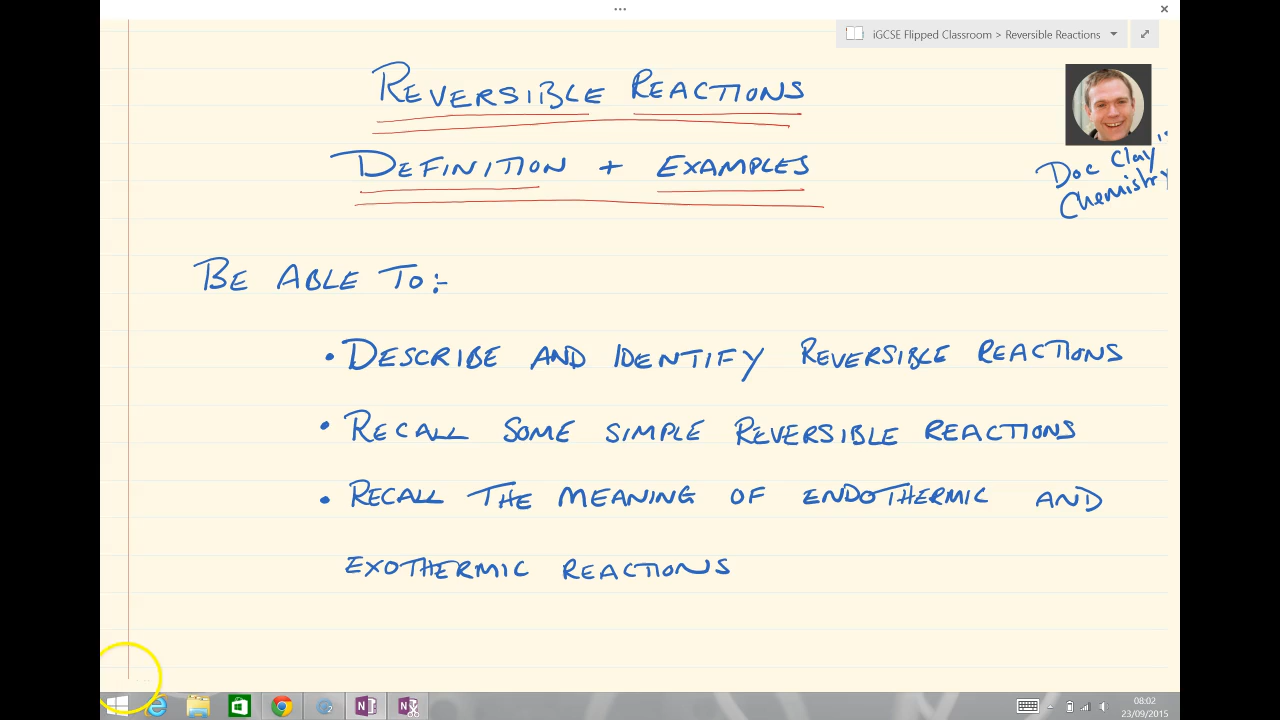 iGCSE Flipped Classroom > Reversible Reactions
REVERSIBLE REACTIONS
DEFINITION + EXAMPLES
Doc Clay's
Chemistry
BE ABLE TO:-
• DESCRIBE AND IDENTIFY REVERSIBLE REACTIONS
• RECALL SOME SIMPLE REVERSIBLE REACTIONS
• RECALL THE MEANING OF ENDOTHERMIC AND
EXOTHERMIC REACTIONS
08:02
23/09/2015